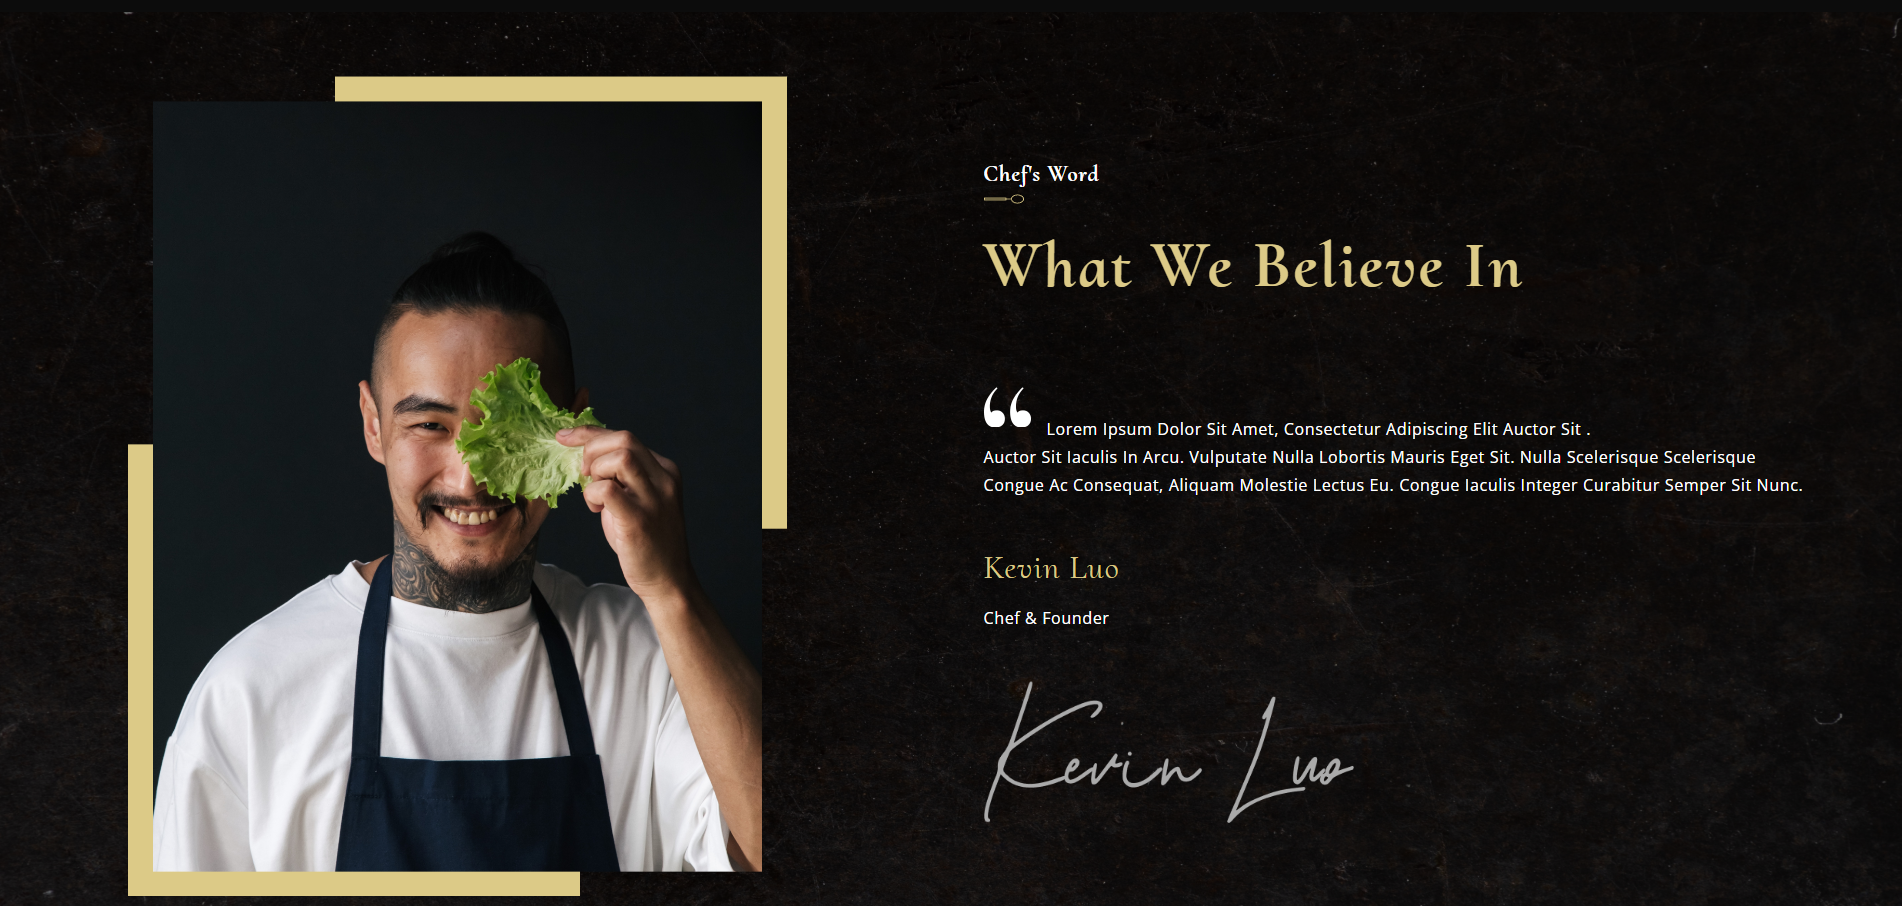 Chef's Word
What We Believe In
“ Lorem Ipsum Dolor Sit Amet, Consectetur Adipiscing Elit Auctor Sit .
Auctor Sit Iaculis In Arcu. Vulputate Nulla Lobortis Mauris Eget Sit. Nulla Scelerisque Scelerisque
Congue Ac Consequat, Aliquam Molestie Lectus Eu. Congue Iaculis Integer Curabitur Semper Sit Nunc.
Kevin Luo
Chef & Founder
Kevin Luo